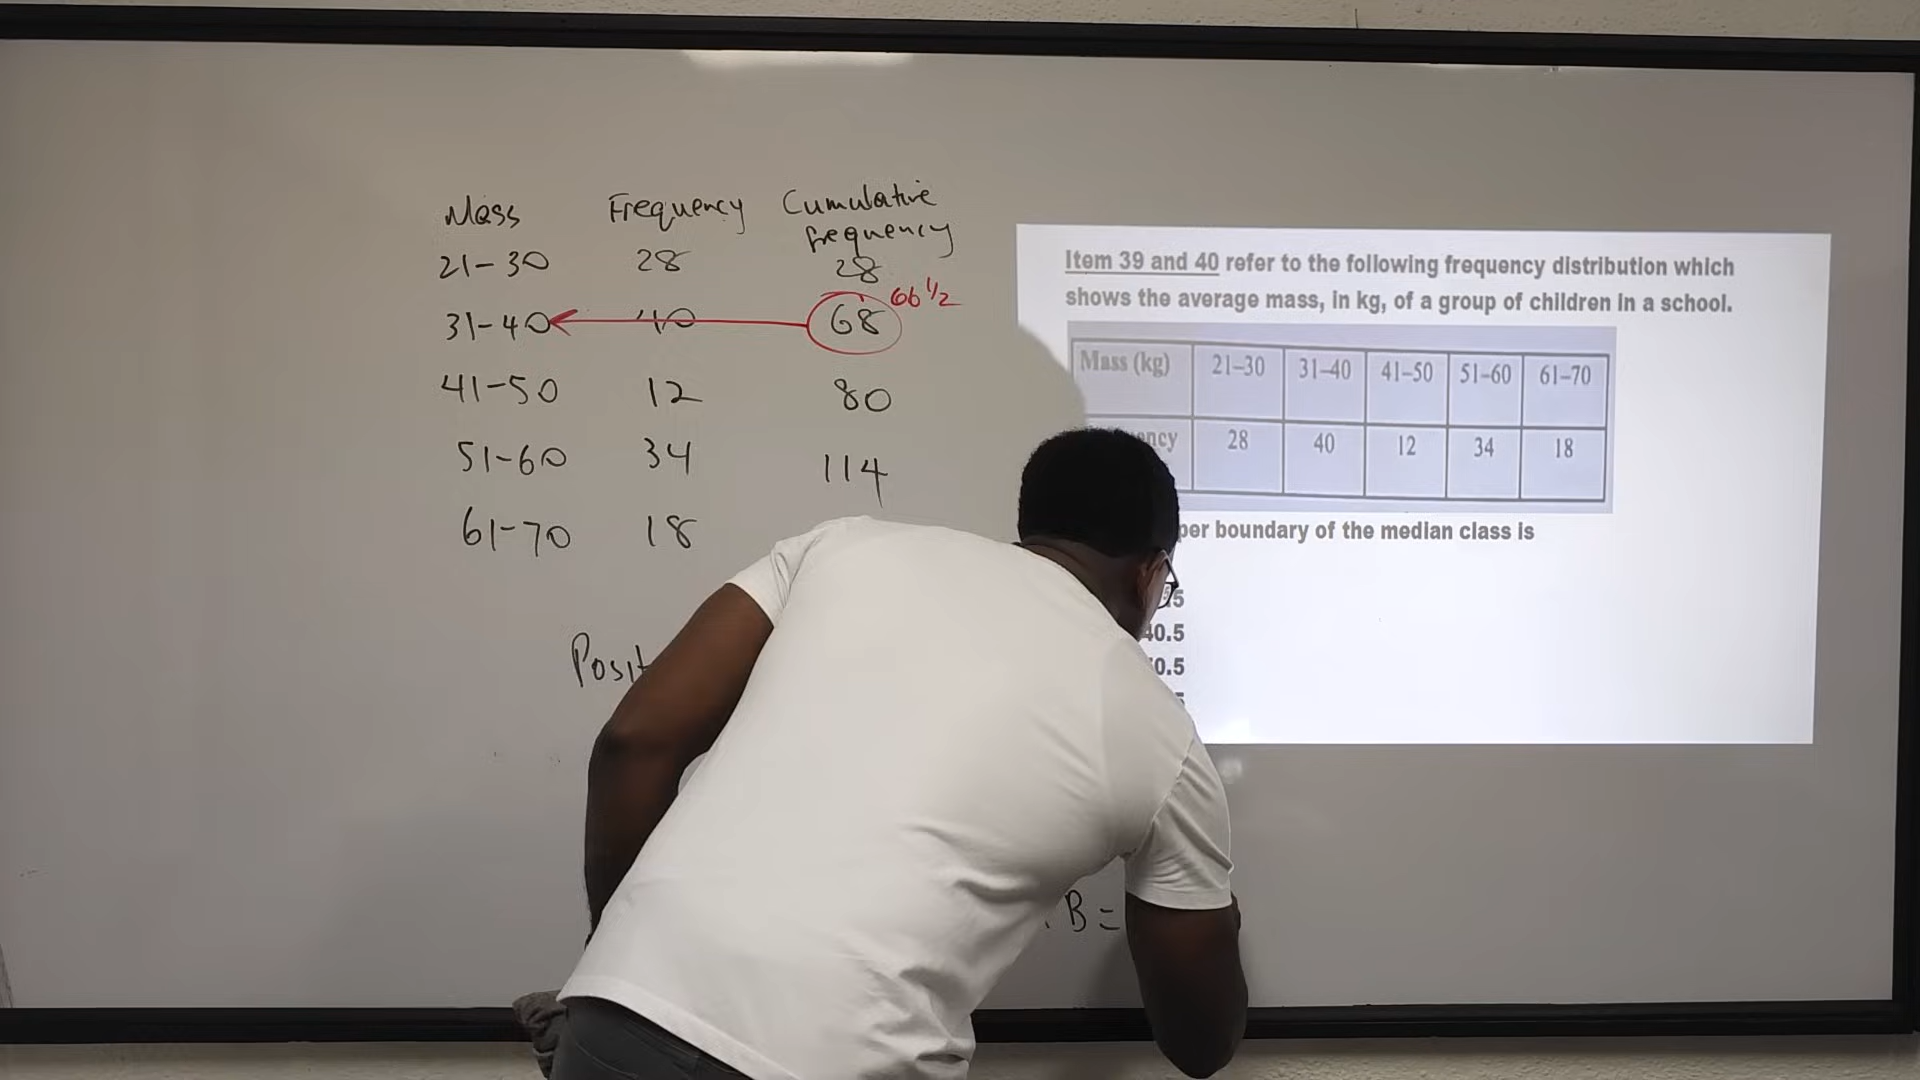 Mass Frequency Cumulative frequency
21-30 28 28
31-40 40 68 66 1/2
41-50 12 80
51-60 34 114
61-70 18
B =
Item 39 and 40 refer to the following frequency distribution which
shows the average mass, in kg, of a group of children in a school.
Mass (kg) 21–30 31–40 41–50 51–60 61–70
28 40 12 34 18
boundary of the median class is
40.5
0.5